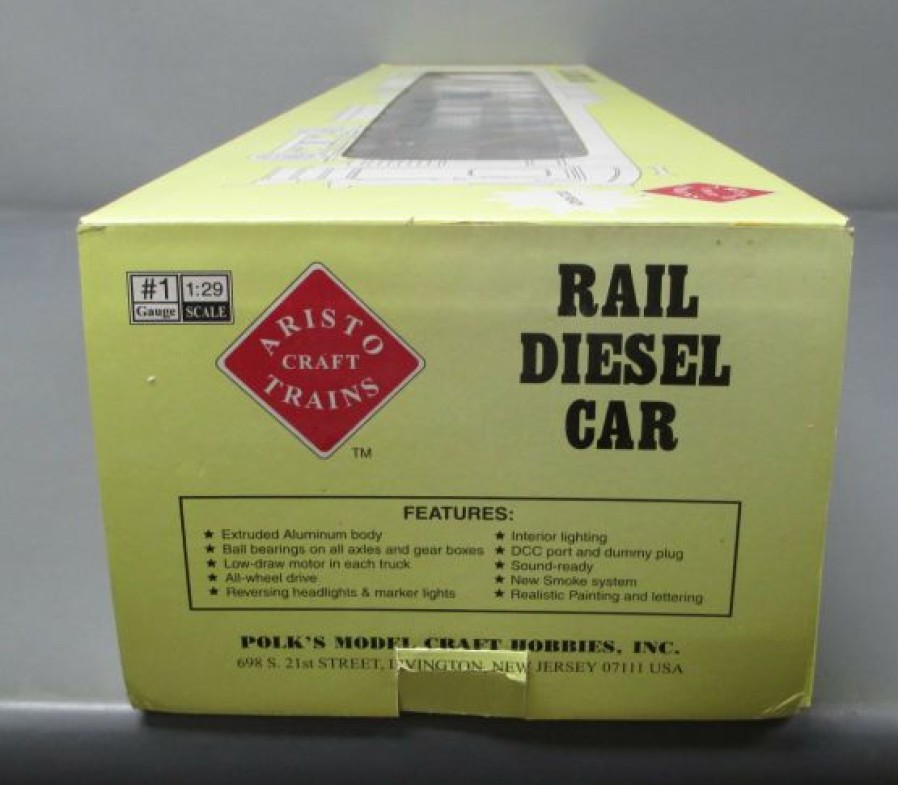 #1 1:29
Gauge SCALE
ARISTO
CRAFT
TRAINS
TM
RAIL
DIESEL
CAR
FEATURES:
★ Extruded Aluminum body
★ Ball bearings on all axles and gear boxes
★ Low-draw motor in each truck
★ All-wheel drive
★ Reversing headlights & marker lights
★ Interior lighting
★ DCC port and dummy plug
★ Sound-ready
★ New Smoke system
★ Realistic Painting and lettering
POLK'S MODEL CRAFT HOBBIES, INC.
698 S. 21st STREET, IRVINGTON, NEW JERSEY 07111 USA